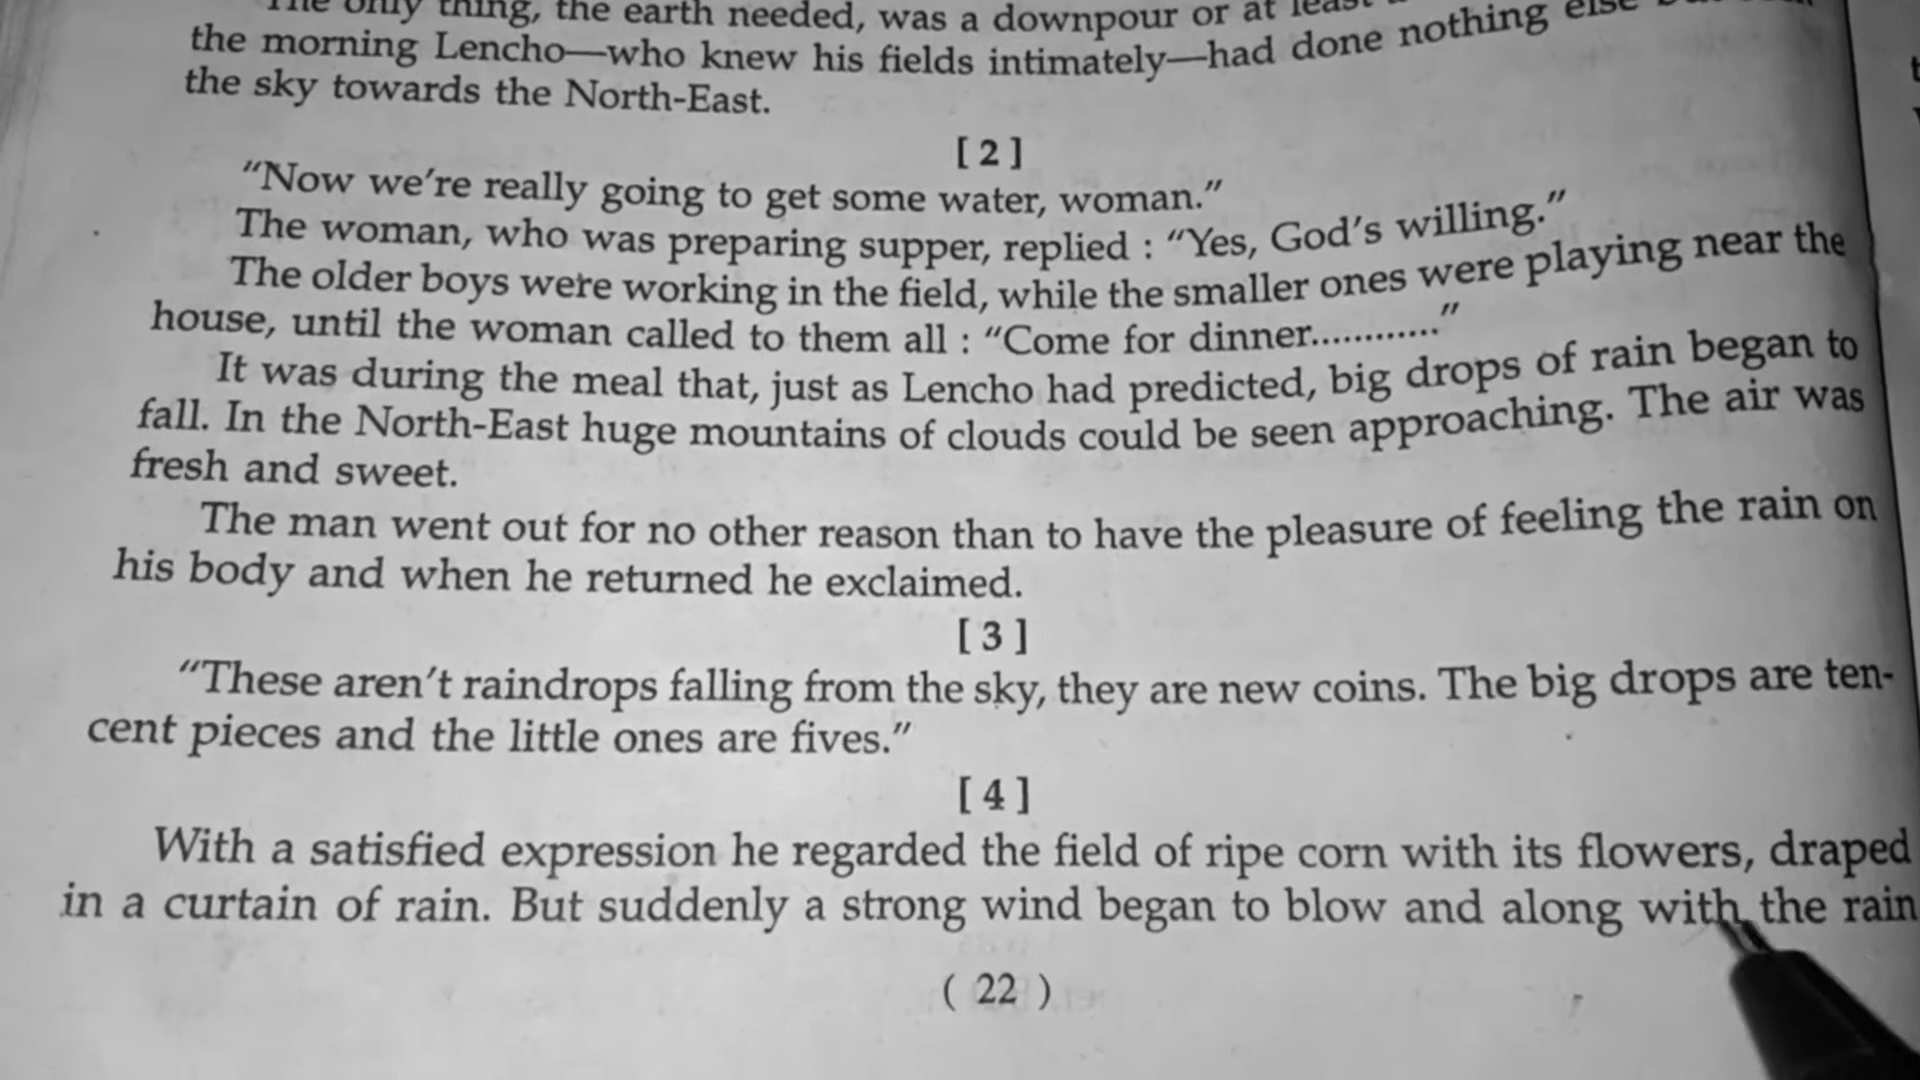 The only thing, the earth needed, was a downpour or at least
the morning Lencho—who knew his fields intimately—had done nothing else
the sky towards the North-East.
[ 2 ]
“Now we’re really going to get some water, woman.”
The woman, who was preparing supper, replied : “Yes, God’s willing.”
The older boys were working in the field, while the smaller ones were playing near the
house, until the woman called to them all : “Come for dinner............”
It was during the meal that, just as Lencho had predicted, big drops of rain began to
fall. In the North-East huge mountains of clouds could be seen approaching. The air was
fresh and sweet.
The man went out for no other reason than to have the pleasure of feeling the rain on
his body and when he returned he exclaimed.
[ 3 ]
“These aren’t raindrops falling from the sky, they are new coins. The big drops are ten-
cent pieces and the little ones are fives.”
[ 4 ]
With a satisfied expression he regarded the field of ripe corn with its flowers, draped
in a curtain of rain. But suddenly a strong wind began to blow and along with the rain
( 22 )